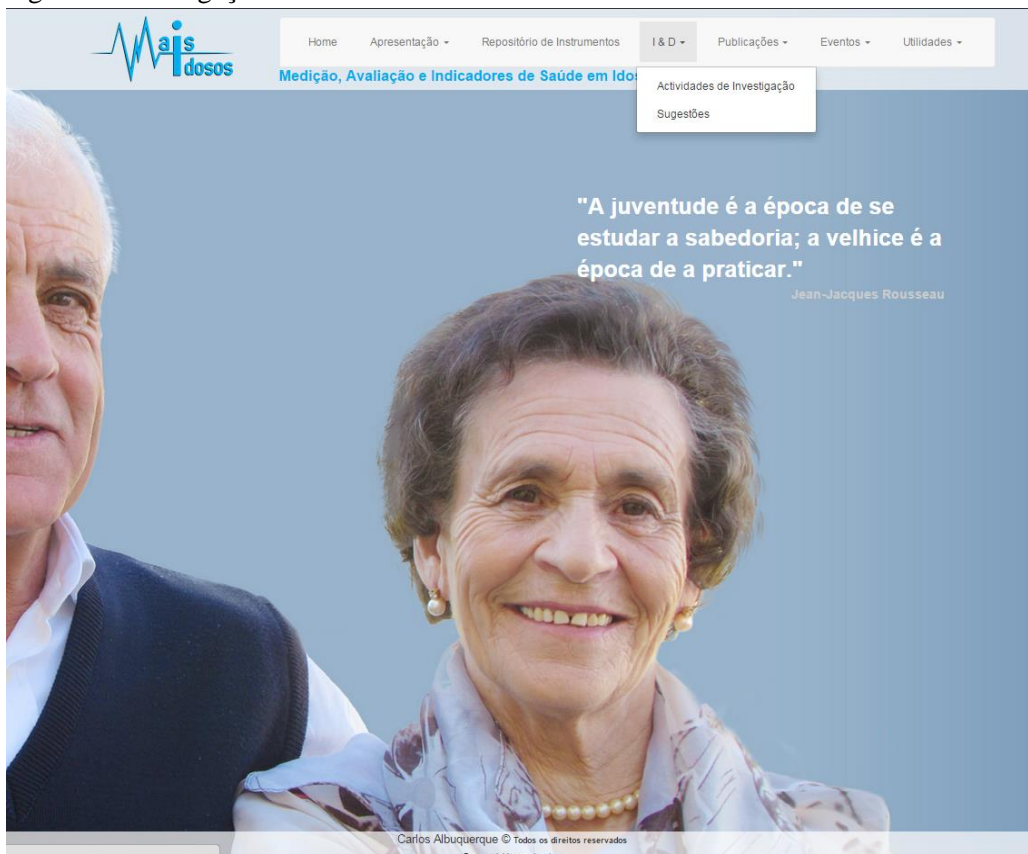 Mais
Idosos
Home Apresentação Repositório de Instrumentos I & D Publicações Eventos Utilidades
Medição, Avaliação e Indicadores de Saúde em
Actividades de Investigação
Sugestões
"A juventude é a época de se
estudar a sabedoria; a velhice é a
época de a praticar."
Jean-Jacques Rousseau
Carlos Albuquerque © Todos os direitos reservados